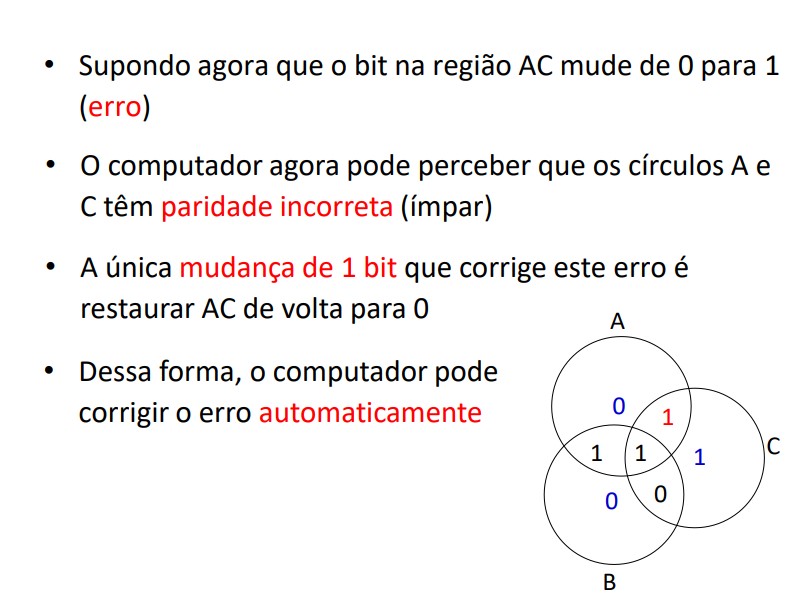 • Supondo agora que o bit na região AC mude de 0 para 1
(erro)
• O computador agora pode perceber que os círculos A e
C têm paridade incorreta (ímpar)
• A única mudança de 1 bit que corrige este erro é
restaurar AC de volta para 0
• Dessa forma, o computador pode
corrigir o erro automaticamente
A
0
1
C
1
1
1
0
0
B